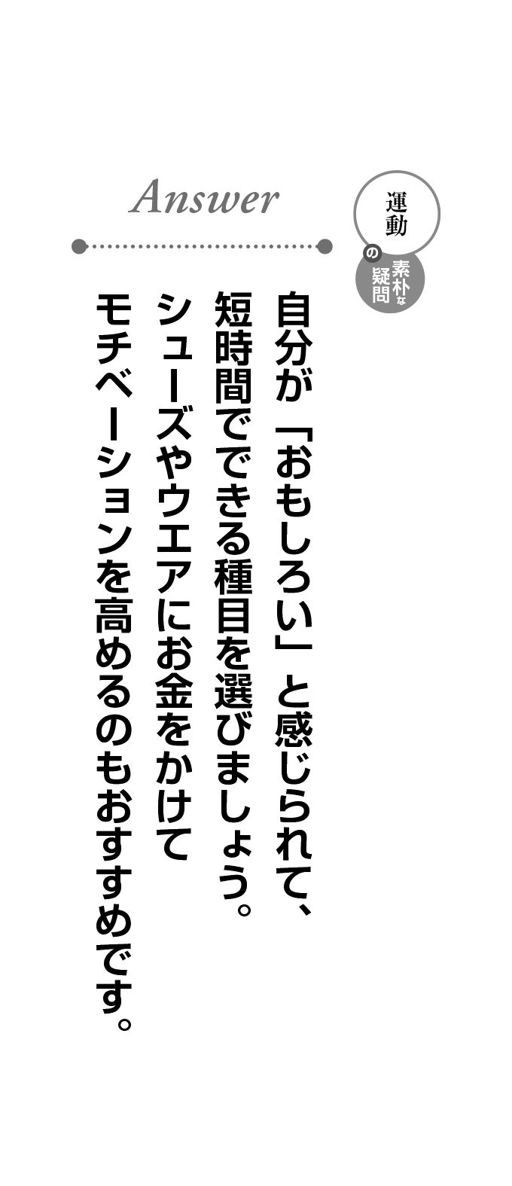 運動
の
素朴な
疑問
Answer
自分が「おもしろい」と感じられて、
短時間でできる種目を選びましょう。
シューズやウエアにお金をかけて
モチベーションを高めるのもおすすめです。